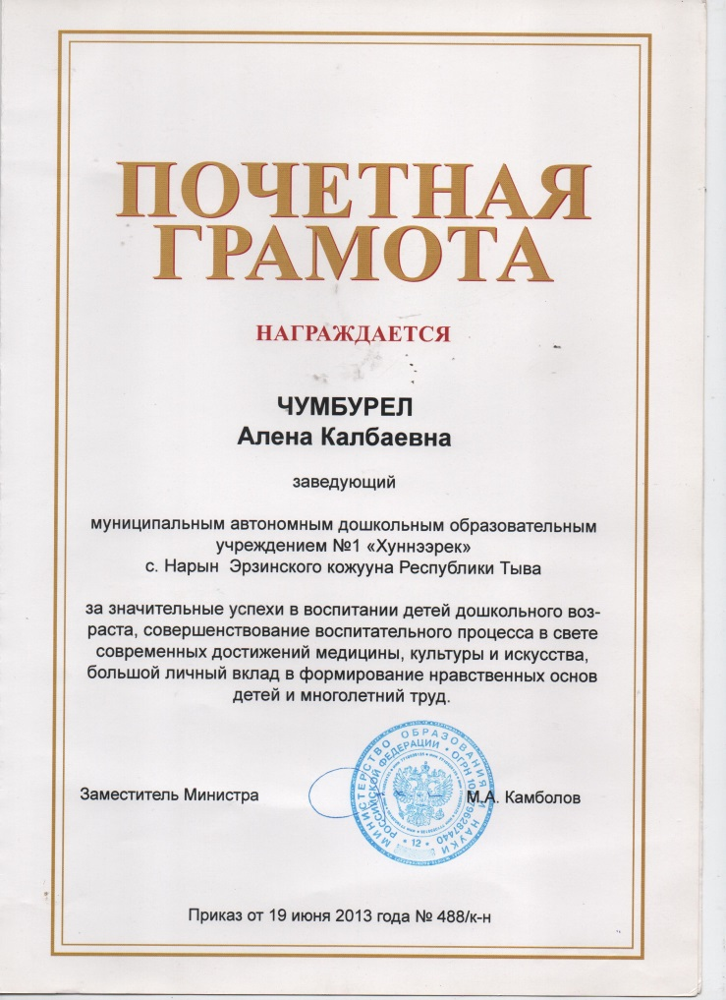 ПОЧЕТНАЯ
ГРАМОТА
НАГРАЖДАЕТСЯ
ЧУМБУРЕЛ
Алена Калбаевна
заведующий
муниципальным автономным дошкольным образовательным
учреждением №1 «Хуннээрек»
с. Нарын Эрзинского кожууна Республики Тыва
за значительные успехи в воспитании детей дошкольного воз-
раста, совершенствование воспитательного процесса в свете
современных достижений медицины, культуры и искусства,
большой личный вклад в формирование нравственных основ
детей и многолетний труд.
Заместитель Министра
М.А. Камболов
МИНИСТЕРСТВО ОБРАЗОВАНИЯ И НАУКИ
РОССИЙСКОЙ ФЕДЕРАЦИИ • ОГРН
• 12 •
Приказ от 19 июня 2013 года № 488/к-н